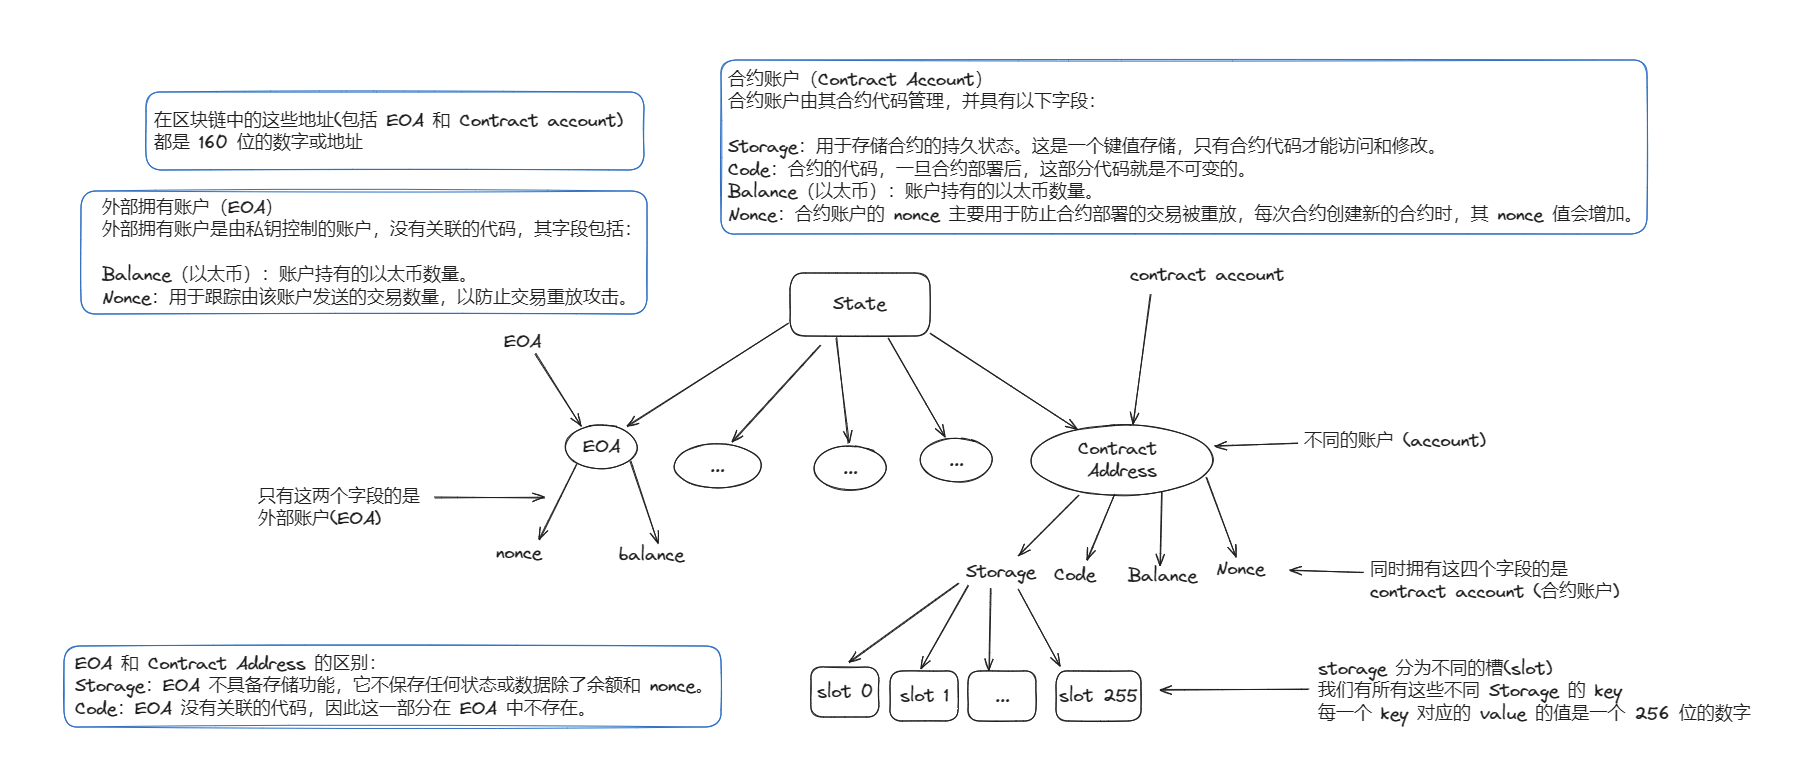 在区块链中的这些地址(包括 EOA 和 Contract account)
都是 160 位的数字或地址
外部拥有账户（EOA）
外部拥有账户是由私钥控制的账户，没有关联的代码，其字段包括：
Balance（以太币）：账户持有的以太币数量。
Nonce：用于跟踪由该账户发送的交易数量，以防止交易重放攻击。
合约账户（Contract Account）
合约账户由其合约代码管理，并具有以下字段：
Storage：用于存储合约的持久状态。这是一个键值存储，只有合约代码才能访问和修改。
Code：合约的代码，一旦合约部署后，这部分代码就是不可变的。
Balance（以太币）：账户持有的以太币数量。
Nonce：合约账户的 nonce 主要用于防止合约部署的交易被重放，每次合约创建新的合约时，其 nonce 值会增加。
contract account
State
EOA
EOA
...
...
...
Contract
Address
不同的账户（account)
只有这两个字段的是
外部账户(EOA)
nonce
balance
Storage
Code
Balance
Nonce
同时拥有这四个字段的是
contract account (合约账户)
slot 0
slot 1
...
slot 255
storage 分为不同的槽(slot)
我们有所有这些不同 Storage 的 key
每一个 key 对应的 value 的值是一个 256 位的数字
EOA 和 Contract Address 的区别：
Storage：EOA 不具备存储功能，它不保存任何状态或数据除了余额和 nonce。
Code：EOA 没有关联的代码，因此这一部分在 EOA 中不存在。